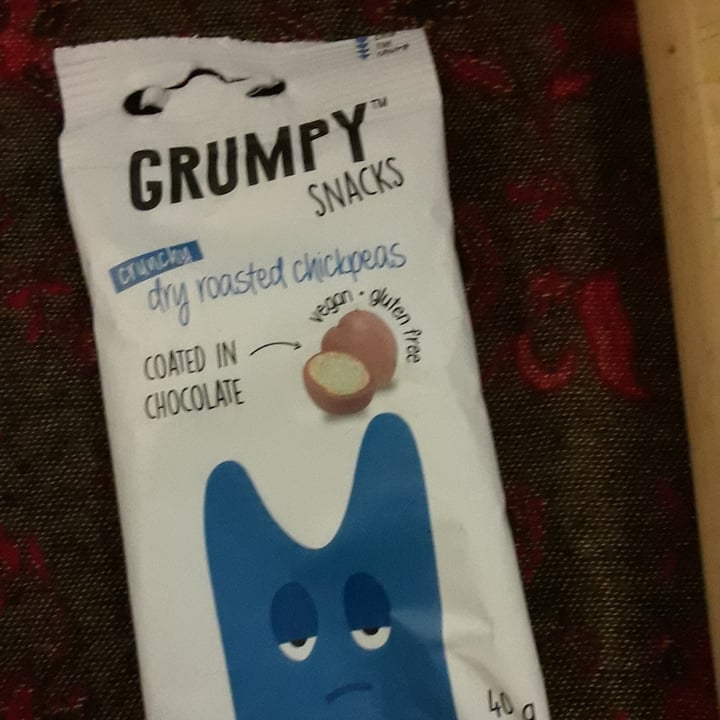 GRUMPY™
SNACKS
crunchy
dry roasted chickpeas
vegan · gluten free
COATED IN
CHOCOLATE
40 g